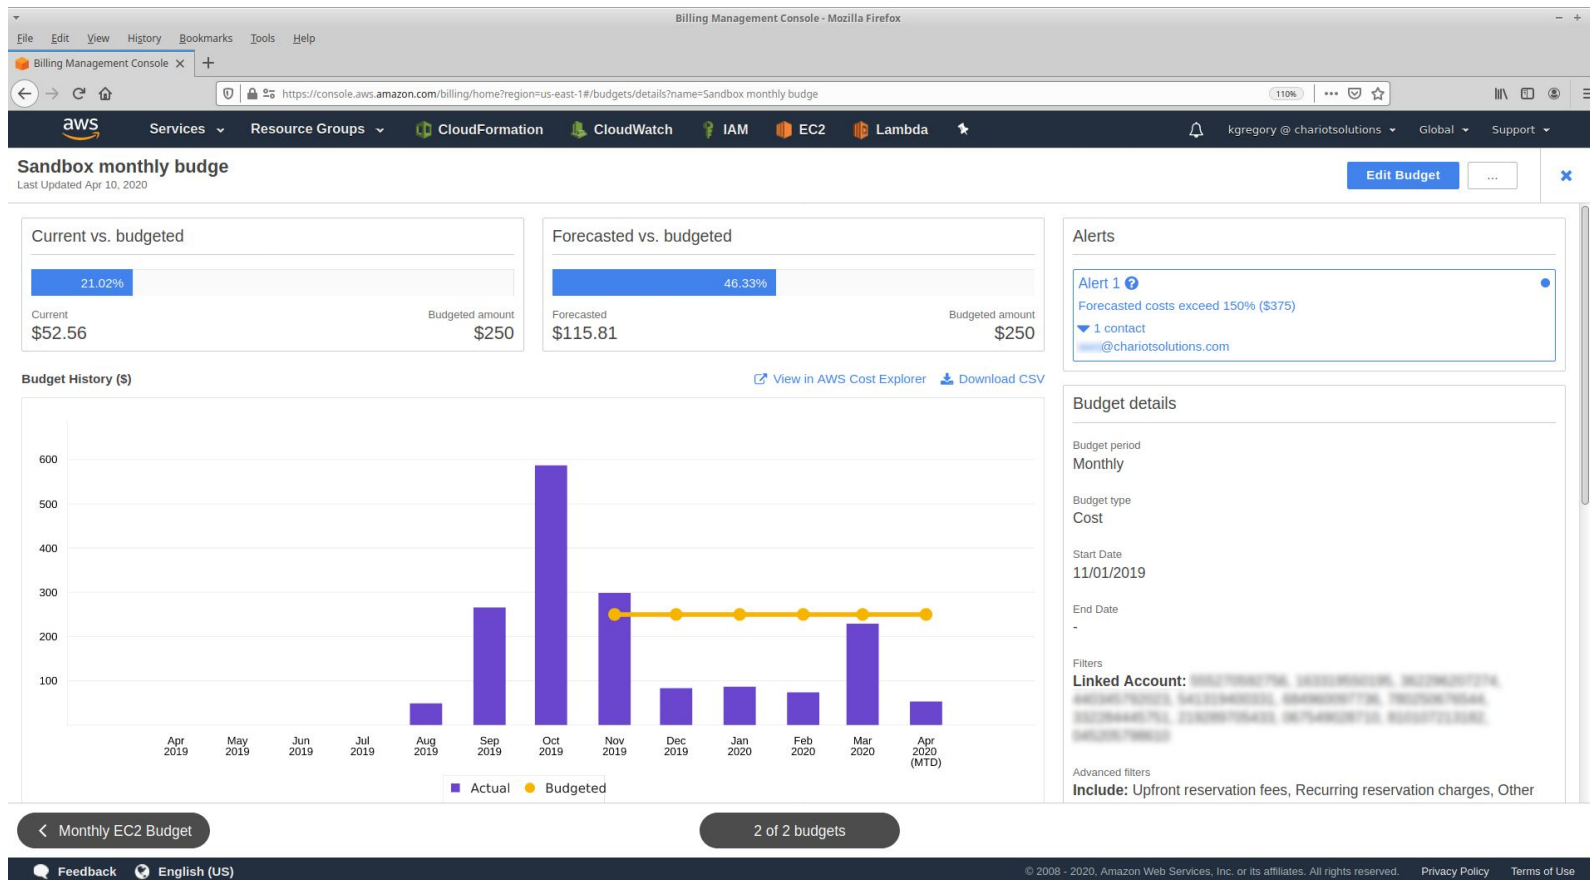 Billing Management Console - Mozilla Firefox
File Edit View History Bookmarks Tools Help
Billing Management Console
https://console.aws.amazon.com/billing/home?region=us-east-1#/budgets/details?name=Sandbox monthly budge
110%
aws Services Resource Groups CloudFormation CloudWatch IAM EC2 Lambda kgregory @ chariotsolutions Global Support
Sandbox monthly budge
Last Updated Apr 10, 2020
Edit Budget ...
Current vs. budgeted
21.02%
Current Budgeted amount
$52.56 $250
Forecasted vs. budgeted
46.33%
Forecasted Budgeted amount
$115.81 $250
Alerts
Alert 1
Forecasted costs exceed 150% ($375)
1 contact
@chariotsolutions.com
Budget History ($) View in AWS Cost Explorer Download CSV
600
500
400
300
200
100
Apr 2019 May 2019 Jun 2019 Jul 2019 Aug 2019 Sep 2019 Oct 2019 Nov 2019 Dec 2019 Jan 2020 Feb 2020 Mar 2020 Apr 2020 (MTD)
Actual Budgeted
Budget details
Budget period
Monthly
Budget type
Cost
Start Date
11/01/2019
End Date
-
Filters
Linked Account:
Advanced filters
Include: Upfront reservation fees, Recurring reservation charges, Other
Monthly EC2 Budget 2 of 2 budgets
Feedback English (US) © 2008 - 2020, Amazon Web Services, Inc. or its affiliates. All rights reserved. Privacy Policy Terms of Use